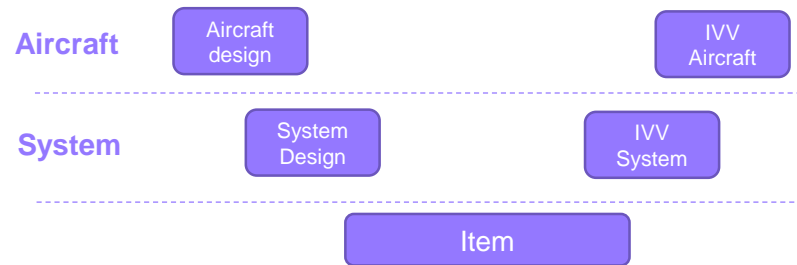 Aircraft
Aircraft
design
IVV
Aircraft
System
System
Design
IVV
System
Item